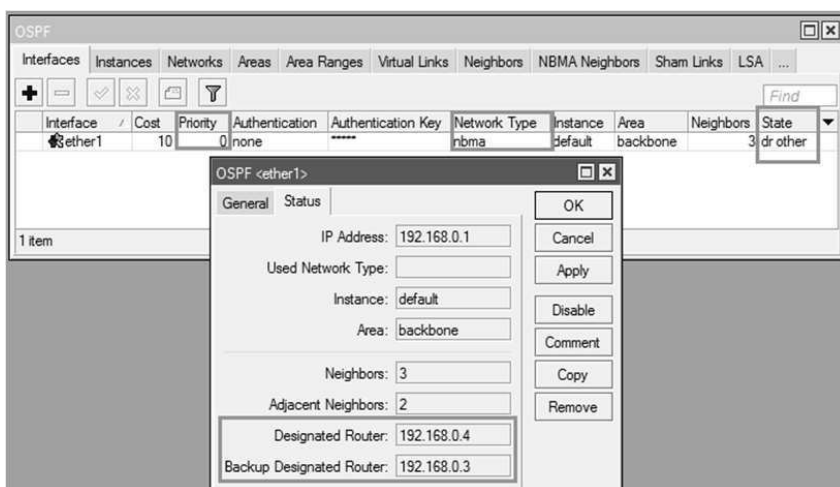 OSPF
Interfaces Instances Networks Areas Area Ranges Virtual Links Neighbors NBMA Neighbors Sham Links LSA ...
Find
Interface / Cost Priority Authentication Authentication Key Network Type Instance Area Neighbors State
ether1 10 0 none ***** nbma default backbone 3 dr other
1 item
OSPF <ether1>
General Status
IP Address: 192.168.0.1
Used Network Type:
Instance: default
Area: backbone
Neighbors: 3
Adjacent Neighbors: 2
Designated Router: 192.168.0.4
Backup Designated Router: 192.168.0.3
OK
Cancel
Apply
Disable
Comment
Copy
Remove